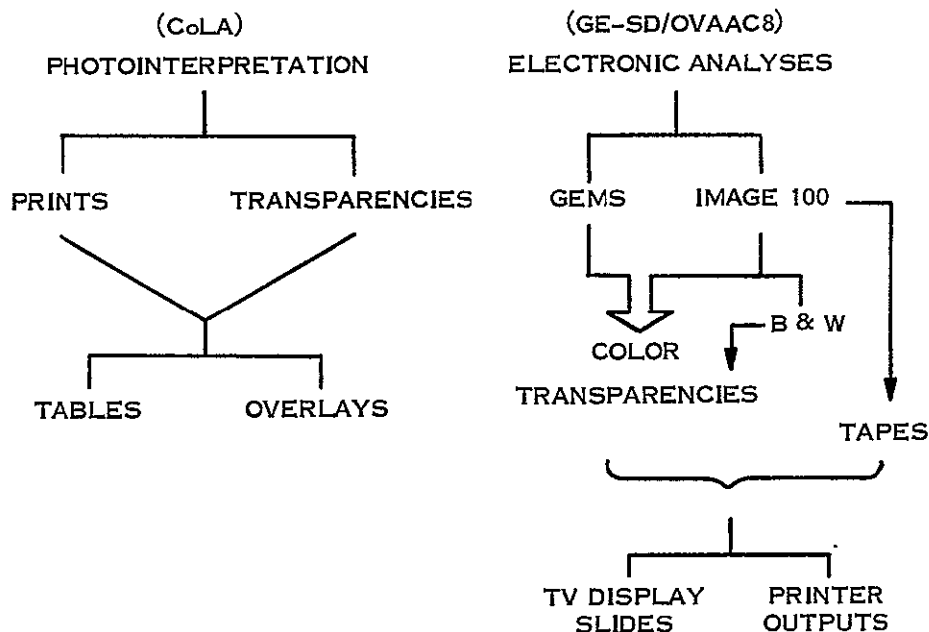 (CoLA)
PHOTOINTERPRETATION
PRINTS
TRANSPARENCIES
TABLES
OVERLAYS
(GE-SD/OVAAC8)
ELECTRONIC ANALYSES
GEMS
IMAGE 100
B & W
COLOR
TRANSPARENCIES
TAPES
TV DISPLAY
SLIDES
PRINTER
OUTPUTS